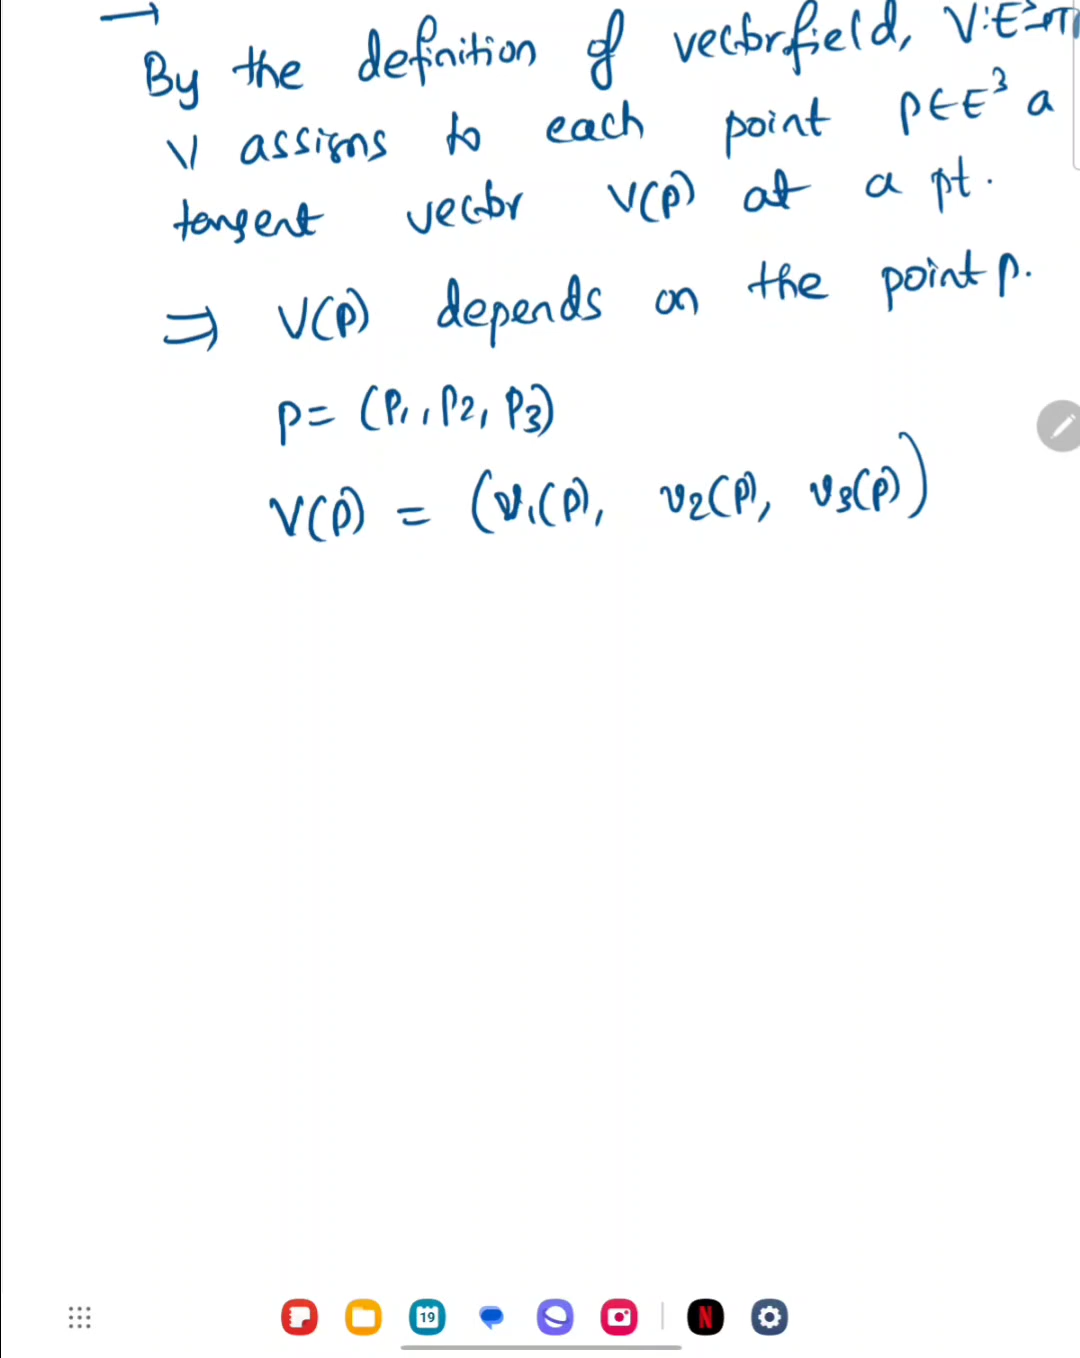 By the definition of vectorfield, V:E³→T
V assigns to each point p∈E³ a
tangent vector V(p) at a pt.
⇒ V(p) depends on the point p.
p= (p₁, p₂, p₃)
V(p) = (v₁(p), v₂(p), v₃(p))
19
N